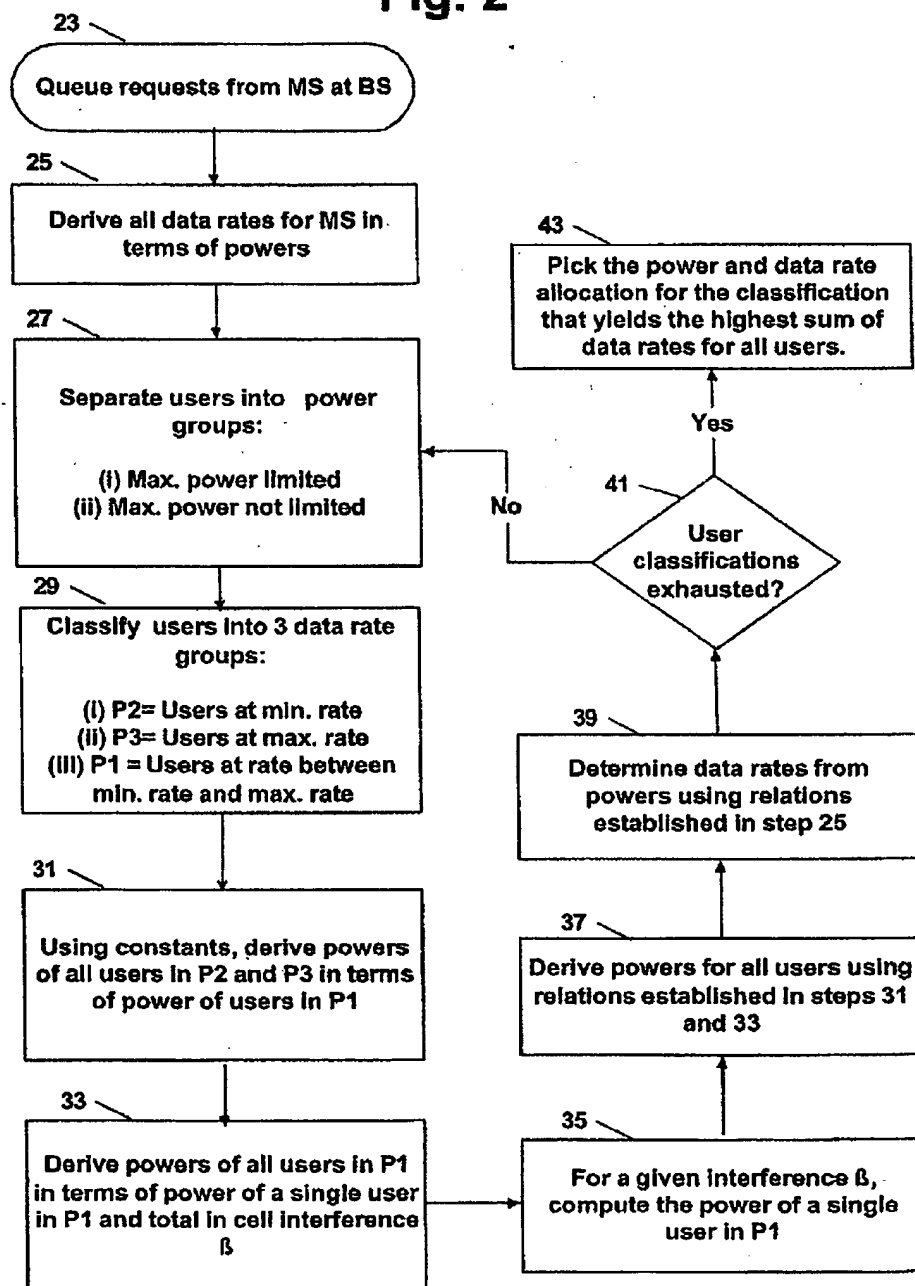 Fig. 2
23
Queue requests from MS at BS
25
Derive all data rates for MS in
terms of powers
27
Separate users into power
groups:
(i) Max. power limited
(ii) Max. power not limited
29
Classify users into 3 data rate
groups:
(i) P2= Users at min. rate
(ii) P3= Users at max. rate
(iii) P1 = Users at rate between
min. rate and max. rate
31
Using constants, derive powers
of all users in P2 and P3 in terms
of power of users in P1
33
Derive powers of all users in P1
in terms of power of a single user
in P1 and total in cell interference
ß
35
For a given interference ß,
compute the power of a single
user in P1
37
Derive powers for all users using
relations established in steps 31
and 33
39
Determine data rates from
powers using relations
established in step 25
41
User
classifications
exhausted?
No
Yes
43
Pick the power and data rate
allocation for the classification
that yields the highest sum of
data rates for all users.